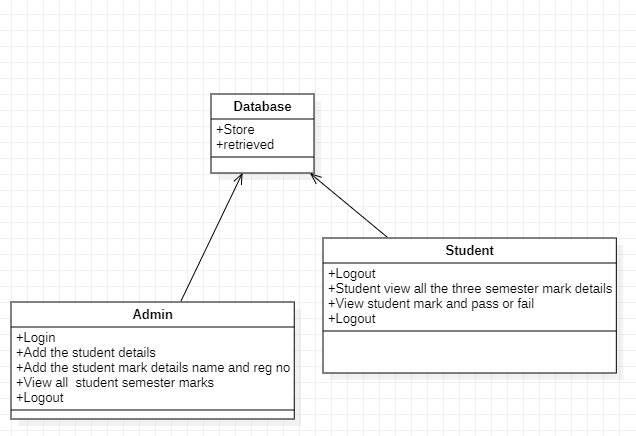 Database
+Store
+retrieved
Student
+Logout
+Student view all the three semester mark details
+View student mark and pass or fail
+Logout
Admin
+Login
+Add the student details
+Add the student mark details name and reg no
+View all  student semester marks
+Logout